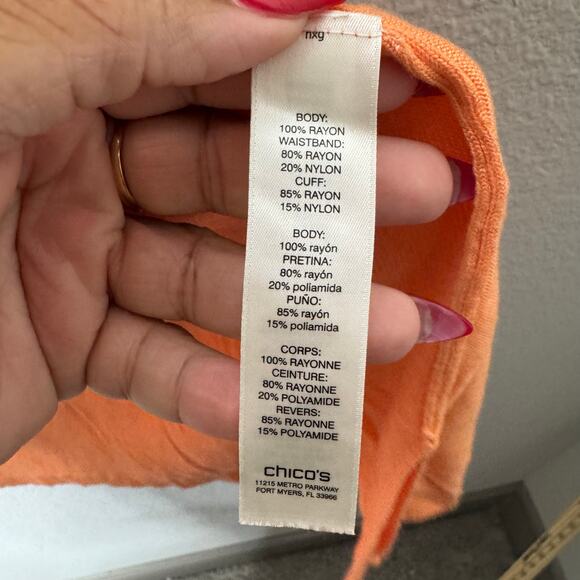 BODY:
100% RAYON
WAISTBAND:
80% RAYON
20% NYLON
CUFF:
85% RAYON
15% NYLON
BODY:
100% rayón
PRETINA:
80% rayón
20% poliamida
PUÑO:
85% rayón
15% poliamida
CORPS:
100% RAYONNE
CEINTURE:
80% RAYONNE
20% POLYAMIDE
REVERS:
85% RAYONNE
15% POLYAMIDE
chico's
11215 METRO PARKWAY
FORT MYERS, FL 33966